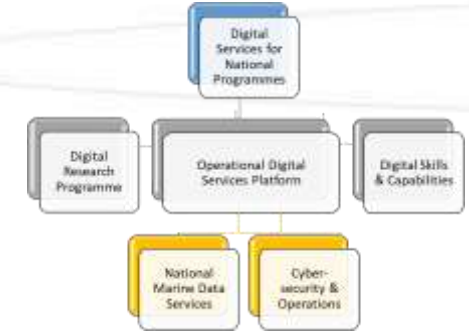 Digital
Services for
National
Programmes
Digital
Research
Programme
Operational Digital
Services Platform
Digital Skills
& Capabilities
National
Marine Data
Services
Cyber-
security &
Operations